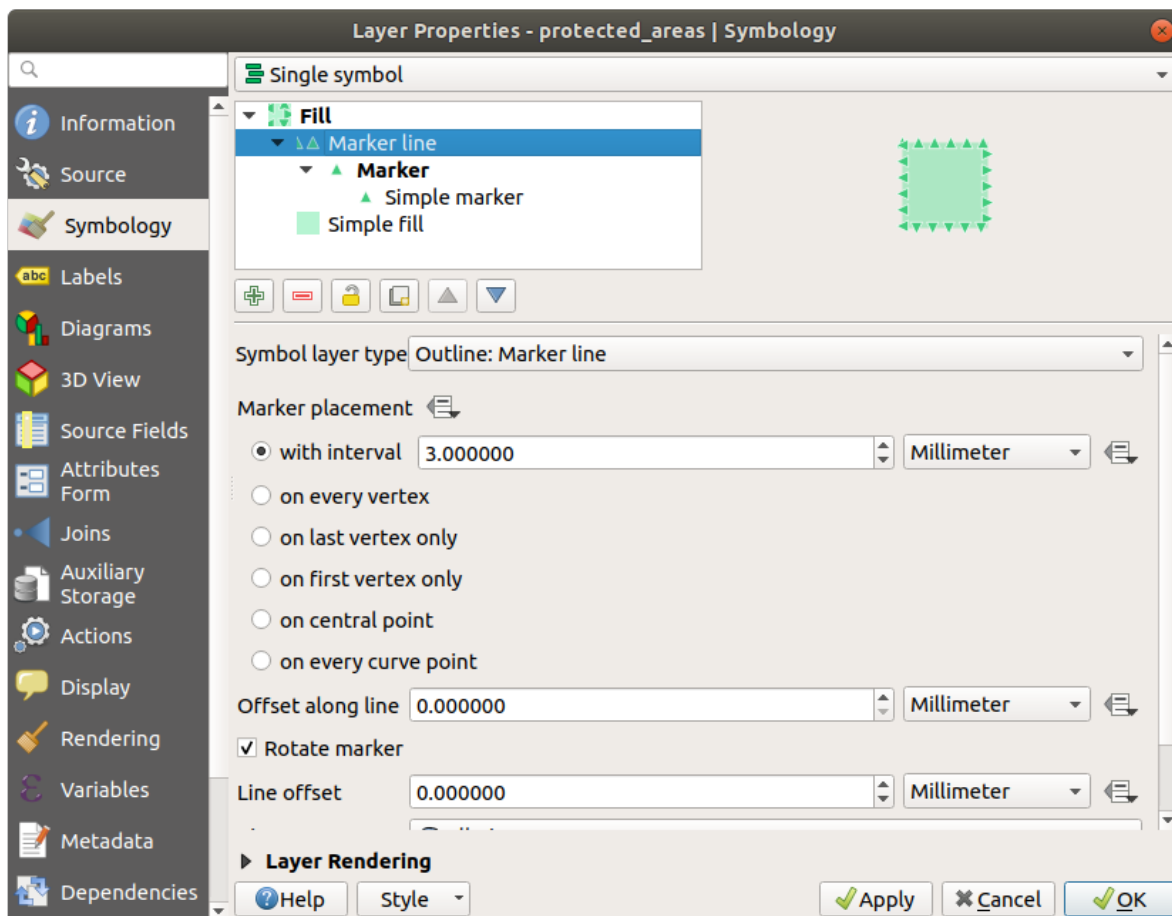 Layer Properties - protected_areas | Symbology
Single symbol
Information
Source
Symbology
abc Labels
Diagrams
3D View
Source Fields
Attributes
Form
Joins
Auxiliary
Storage
Actions
Display
Rendering
Variables
Metadata
Dependencies
Fill
Marker line
Marker
Simple marker
Simple fill
Symbol layer type Outline: Marker line
Marker placement
with interval 3.000000 Millimeter
on every vertex
on last vertex only
on first vertex only
on central point
on every curve point
Offset along line 0.000000 Millimeter
Rotate marker
Line offset 0.000000 Millimeter
Layer Rendering
Help Style Apply Cancel OK